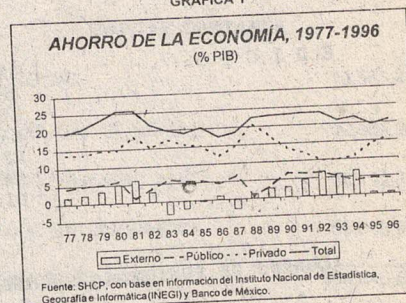 GRÁFICA 1
AHORRO DE LA ECONOMÍA, 1977-1996
(% PIB)
30
25
20
15
10
5
0
-5
77 78 79 80 81 82 83 84 85 86 87 88 89 90 91 92 93 94 95 96
Externo Público Privado Total
Fuente: SHCP, con base en información del Instituto Nacional de Estadística,
Geografía e Informática (INEGI) y Banco de México.